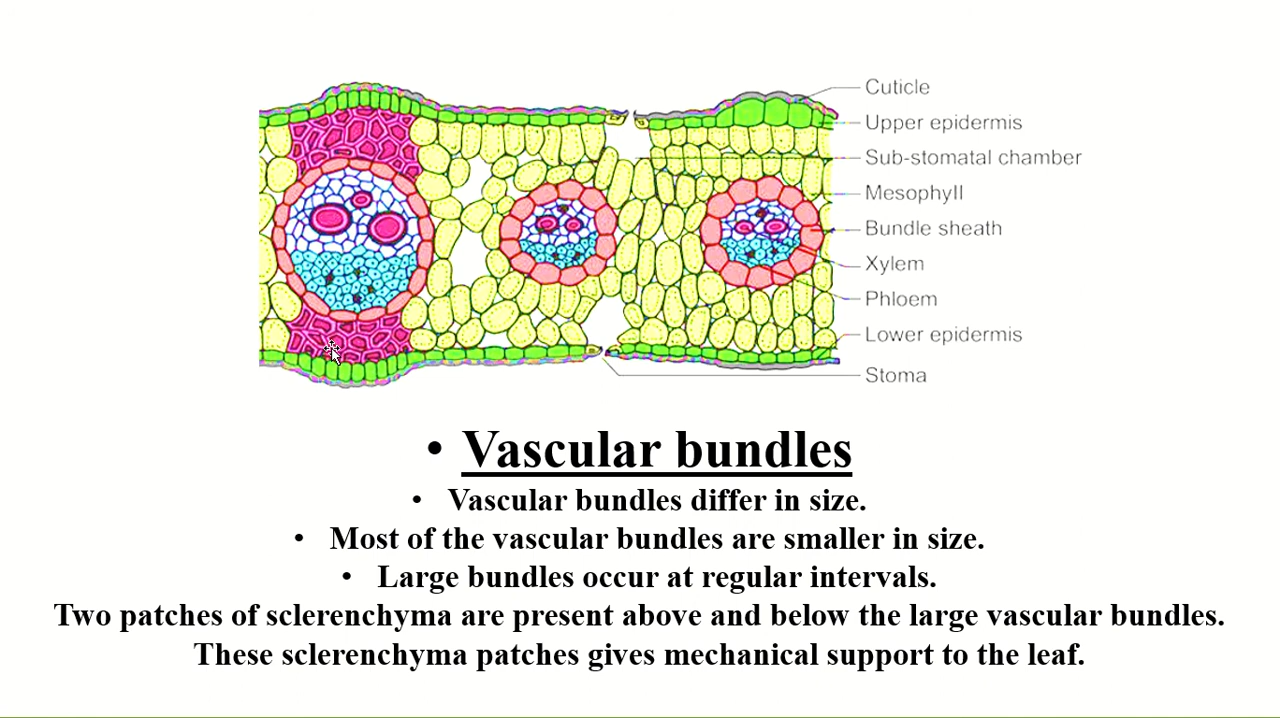 Cuticle
Upper epidermis
Sub-stomatal chamber
Mesophyll
Bundle sheath
Xylem
Phloem
Lower epidermis
Stoma
• Vascular bundles
• Vascular bundles differ in size.
• Most of the vascular bundles are smaller in size.
• Large bundles occur at regular intervals.
Two patches of sclerenchyma are present above and below the large vascular bundles.
These sclerenchyma patches gives mechanical support to the leaf.